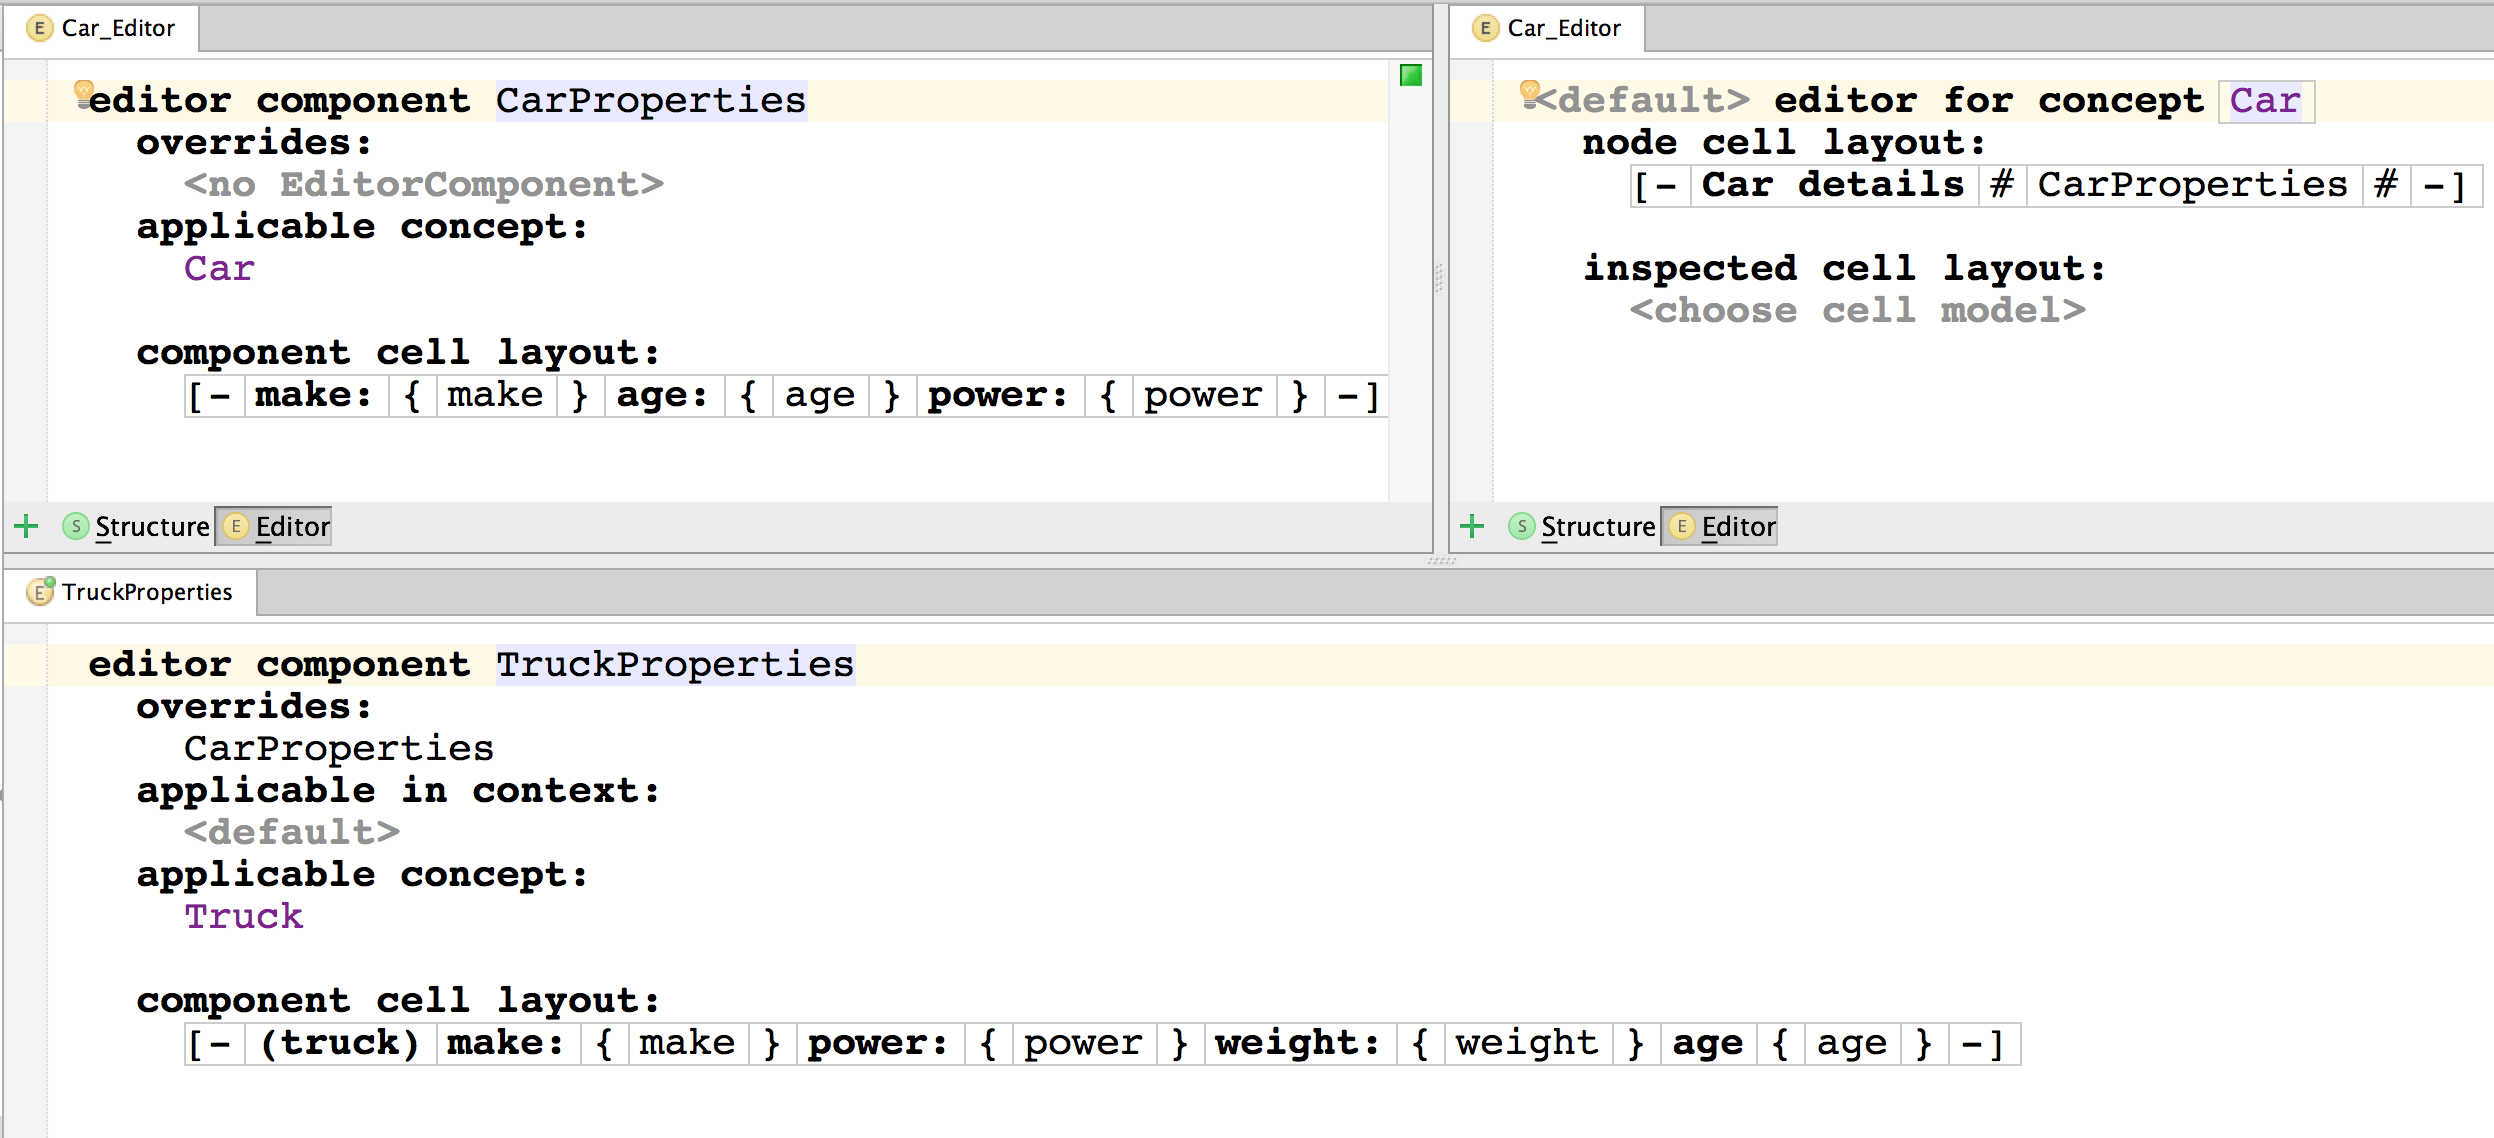 E Car_Editor
editor component CarProperties
overrides:
<no EditorComponent>
applicable concept:
Car
component cell layout:
[- make: { make } age: { age } power: { power } -]
+ S Structure E Editor
E Car_Editor
<default> editor for concept Car
node cell layout:
[- Car details # CarProperties # -]
inspected cell layout:
<choose cell model>
+ S Structure E Editor
E TruckProperties
editor component TruckProperties
overrides:
CarProperties
applicable in context:
<default>
applicable concept:
Truck
component cell layout:
[- (truck) make: { make } power: { power } weight: { weight } age { age } -]